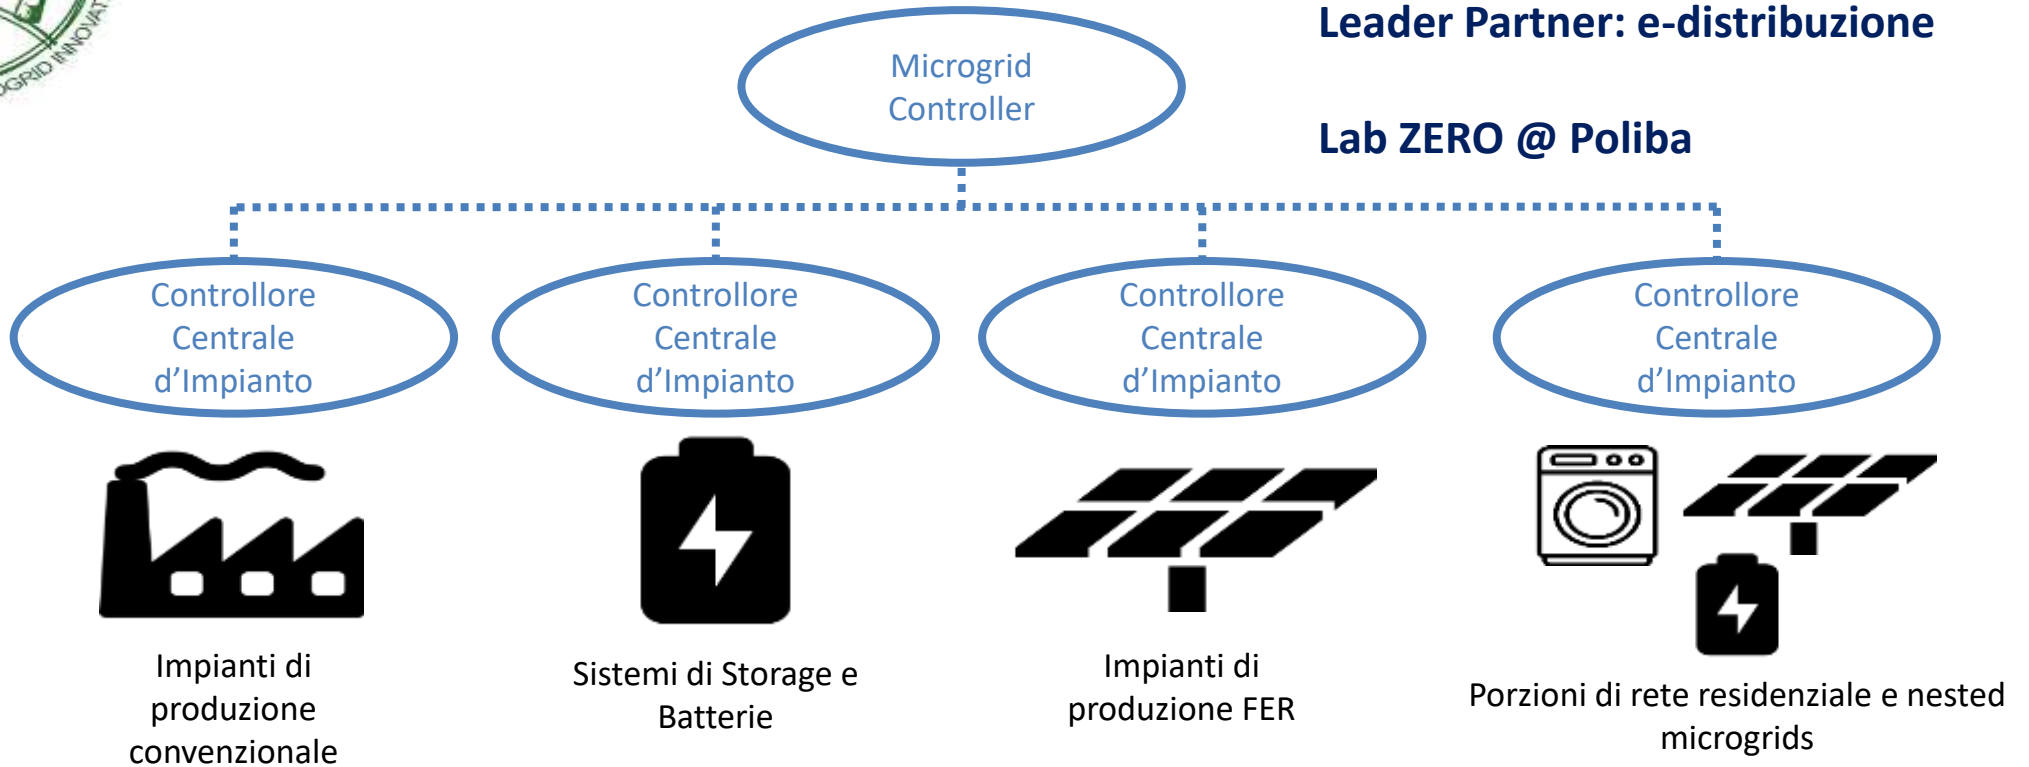 Leader Partner: e-distribuzione
Microgrid
Controller
Lab ZERO @ Poliba
Controllore
Centrale
d’Impianto
Controllore
Centrale
d’Impianto
Controllore
Centrale
d’Impianto
Controllore
Centrale
d’Impianto
Impianti di
produzione
convenzionale
Sistemi di Storage e
Batterie
Impianti di
produzione FER
Porzioni di rete residenziale e nested
microgrids